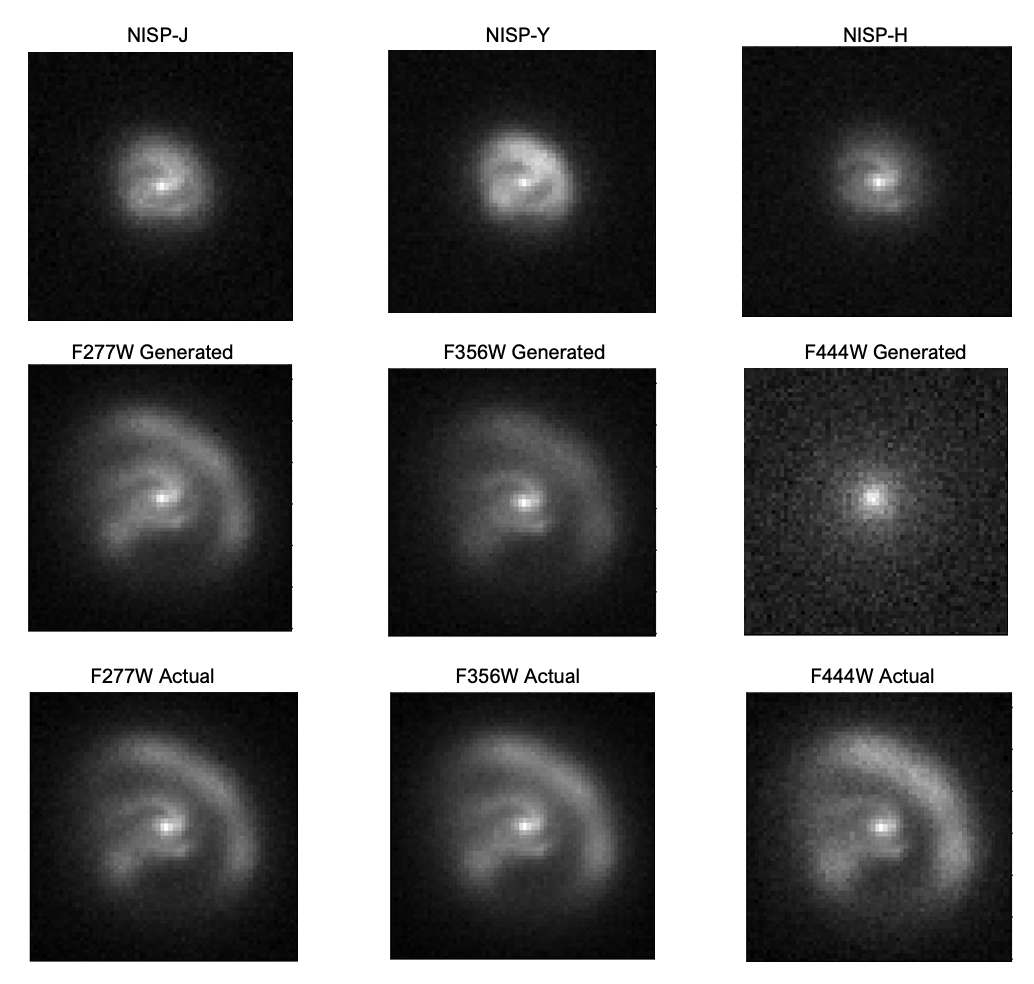 NISP-J
NISP-Y
NISP-H
F277W Generated
F356W Generated
F444W Generated
F277W Actual
F356W Actual
F444W Actual